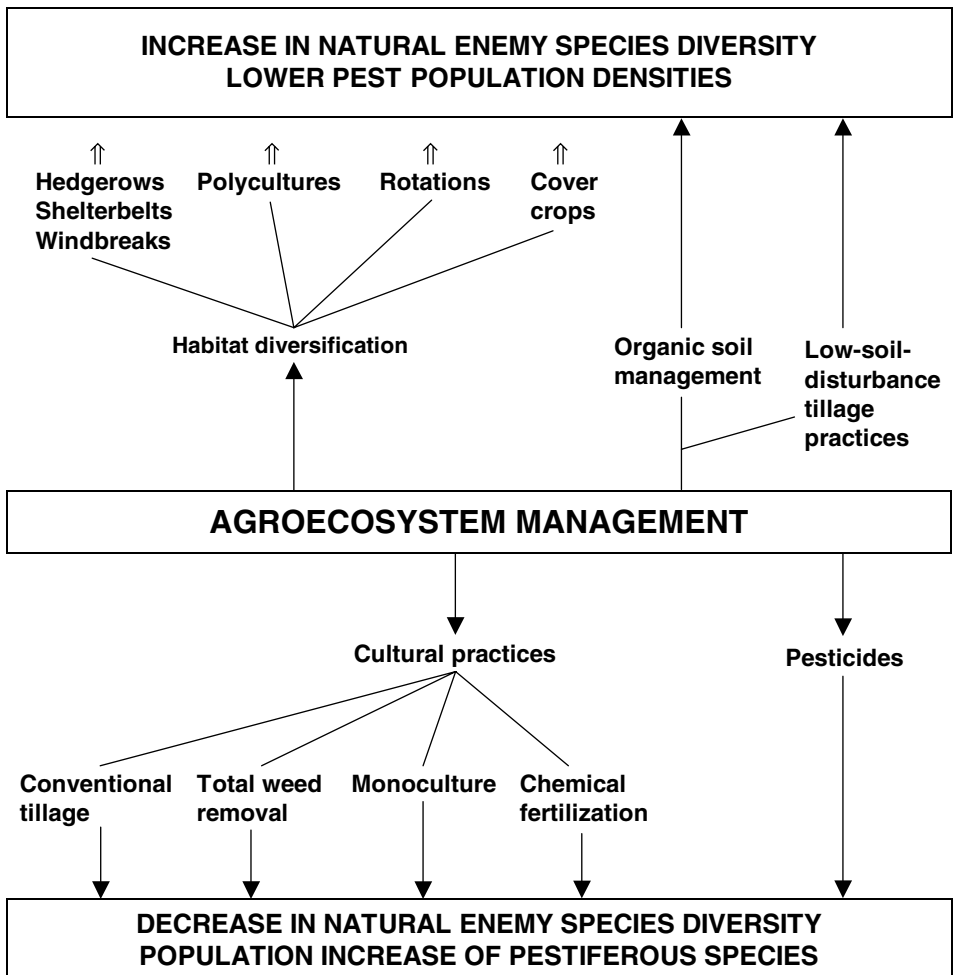 INCREASE IN NATURAL ENEMY SPECIES DIVERSITY
LOWER PEST POPULATION DENSITIES
⇑ ⇑ ⇑ ⇑
Hedgerows
Shelterbelts
Windbreaks
Polycultures
Rotations
Cover
crops
Habitat diversification
Organic soil
management
Low-soil-
disturbance
tillage
practices
AGROECOSYSTEM MANAGEMENT
Cultural practices
Pesticides
Conventional
tillage
Total weed
removal
Monoculture
Chemical
fertilization
DECREASE IN NATURAL ENEMY SPECIES DIVERSITY
POPULATION INCREASE OF PESTIFEROUS SPECIES